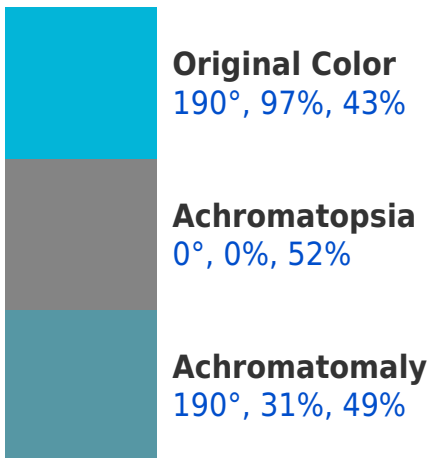 Original Color
190°, 97%, 43%
Achromatopsia
0°, 0%, 52%
Achromatomaly
190°, 31%, 49%